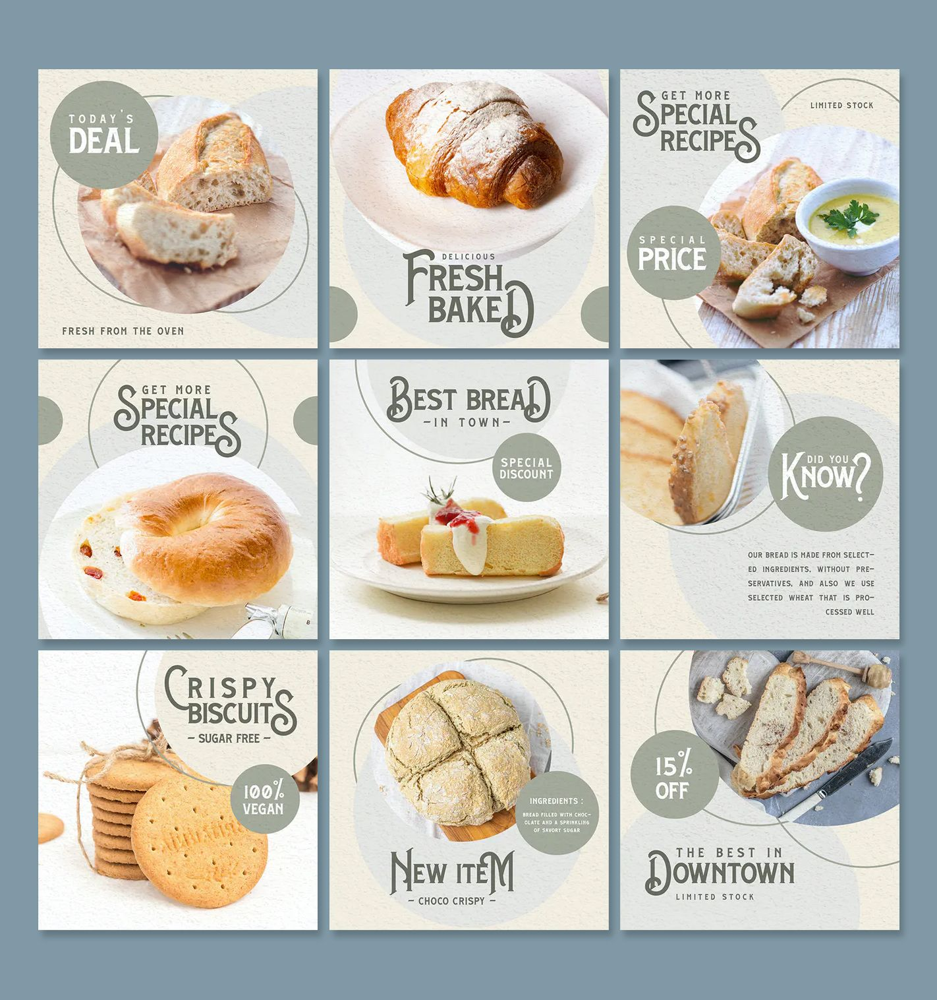 TODAY'S
DEAL
FRESH FROM THE OVEN
DELICIOUS
FRESH
BAKED
GET MORE
SPECIAL
RECIPES
LIMITED STOCK
SPECIAL
PRICE
GET MORE
SPECIAL
RECIPES
B
BEST BREAD
-IN TOWN-
SPECIAL
DISCOUNT
DID YOU
KNOW?
OUR BREAD IS MADE FROM SELECT-
ED INGREDIENTS, WITHOUT PRE-
SERVATIVES, AND ALSO WE USE
SELECTED WHEAT THAT IS PRO-
CESSED WELL
CRISPY
BISCUITS
- SUGAR FREE -
100%
VEGAN
INGREDIENTS :
BREAD FILLED WITH CHOC-
OLATE AND A SPRINKLING
OF SAVORY SUGAR
NEW ITEM
- CHOCO CRISPY -
15%
OFF
THE BEST IN
DOWNTOWN
LIMITED STOCK